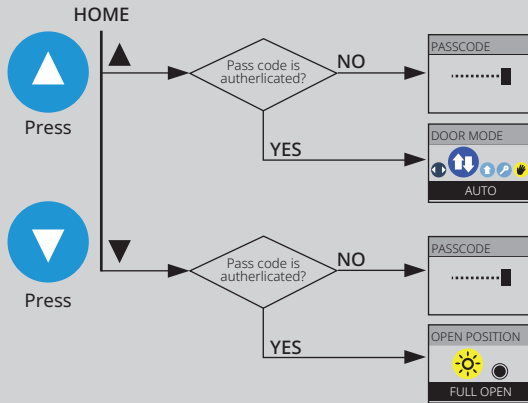 HOME
Press
Pass code is
autherlicated?
NO
PASSCODE
YES
DOOR MODE
AUTO
Press
Pass code is
autherlicated?
NO
PASSCODE
YES
OPEN POSITION
FULL OPEN